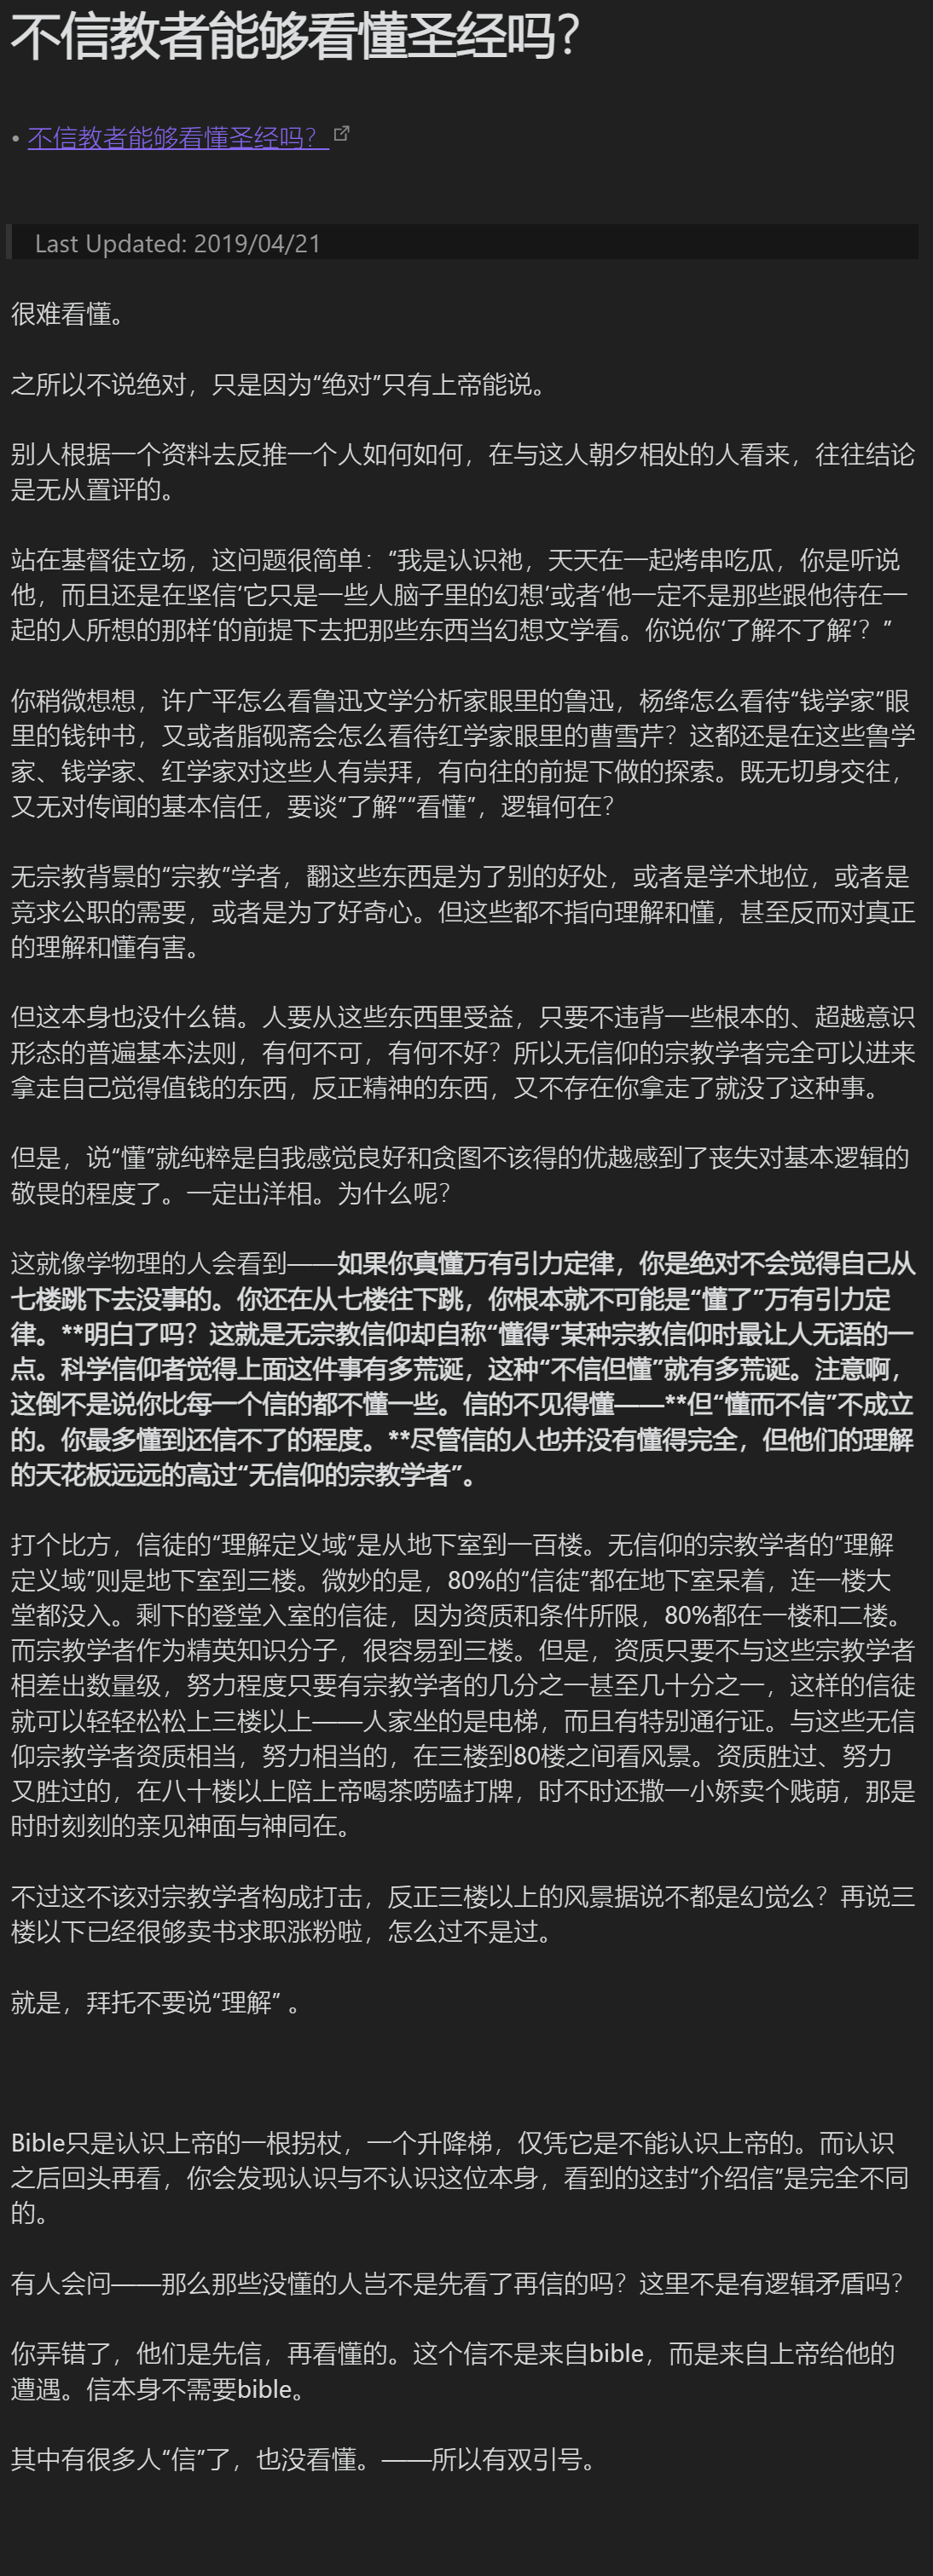 不信教者能够看懂圣经吗？
• 不信教者能够看懂圣经吗？
Last Updated: 2019/04/21
很难看懂。
之所以不说绝对，只是因为“绝对”只有上帝能说。
别人根据一个资料去反推一个人如何如何，在与这人朝夕相处的人看来，往往结论
是无从置评的。
站在基督徒立场，这问题很简单：“我是认识祂，天天在一起烤串吃瓜，你是听说
他，而且还是在坚信‘它只是一些人脑子里的幻想’或者‘他一定不是那些跟他待在一
起的人所想的那样’的前提下去把那些东西当幻想文学看。你说你‘了解不了解’？”
你稍微想想，许广平怎么看鲁迅文学分析家眼里的鲁迅，杨绛怎么看待“钱学家”眼
里的钱钟书，又或者脂砚斋会怎么看待红学家眼里的曹雪芹？这都还是在这些鲁学
家、钱学家、红学家对这些人有崇拜，有向往的前提下做的探索。既无切身交往，
又无对传闻的基本信任，要谈“了解”“看懂”，逻辑何在？
无宗教背景的“宗教”学者，翻这些东西是为了别的好处，或者是学术地位，或者是
竞求公职的需要，或者是为了好奇心。但这些都不指向理解和懂，甚至反而对真正
的理解和懂有害。
但这本身也没什么错。人要从这些东西里受益，只要不违背一些根本的、超越意识
形态的普遍基本法则，有何不可，有何不好？所以无信仰的宗教学者完全可以进来
拿走自己觉得值钱的东西，反正精神的东西，又不存在你拿走了就没了这种事。
但是，说“懂”就纯粹是自我感觉良好和贪图不该得的优越感到了丧失对基本逻辑的
敬畏的程度了。一定出洋相。为什么呢？
这就像学物理的人会看到——如果你真懂万有引力定律，你是绝对不会觉得自己从
七楼跳下去没事的。你还在从七楼往下跳，你根本就不可能是“懂了”万有引力定
律。**明白了吗？这就是无宗教信仰却自称“懂得”某种宗教信仰时最让人无语的一
点。科学信仰者觉得上面这件事有多荒诞，这种“不信但懂”就有多荒诞。注意啊，
这倒不是说你比每一个信的都不懂一些。信的不见得懂——**但“懂而不信”不成立
的。你最多懂到还信不了的程度。**尽管信的人也并没有懂得完全，但他们的理解
的天花板远远的高过“无信仰的宗教学者”。
打个比方，信徒的“理解定义域”是从地下室到一百楼。无信仰的宗教学者的“理解
定义域”则是地下室到三楼。微妙的是，80%的“信徒”都在地下室呆着，连一楼大
堂都没入。剩下的登堂入室的信徒，因为资质和条件所限，80%都在一楼和二楼。
而宗教学者作为精英知识分子，很容易到三楼。但是，资质只要不与这些宗教学者
相差出数量级，努力程度只要有宗教学者的几分之一甚至几十分之一，这样的信徒
就可以轻轻松松上三楼以上——人家坐的是电梯，而且有特别通行证。与这些无信
仰宗教学者资质相当，努力相当的，在三楼到80楼之间看风景。资质胜过、努力
又胜过的，在八十楼以上陪上帝喝茶唠嗑打牌，时不时还撒一小娇卖个贱萌，那是
时时刻刻的亲见神面与神同在。
不过这不该对宗教学者构成打击，反正三楼以上的风景据说不都是幻觉么？再说三
楼以下已经很够卖书求职涨粉啦，怎么过不是过。
就是，拜托不要说“理解” 。
Bible只是认识上帝的一根拐杖，一个升降梯，仅凭它是不能认识上帝的。而认识
之后回头再看，你会发现认识与不认识这位本身，看到的这封“介绍信”是完全不同
的。
有人会问——那么那些没懂的人岂不是先看了再信的吗？这里不是有逻辑矛盾吗？
你弄错了，他们是先信，再看懂的。这个信不是来自bible，而是来自上帝给他的
遭遇。信本身不需要bible。
其中有很多人“信”了，也没看懂。——所以有双引号。